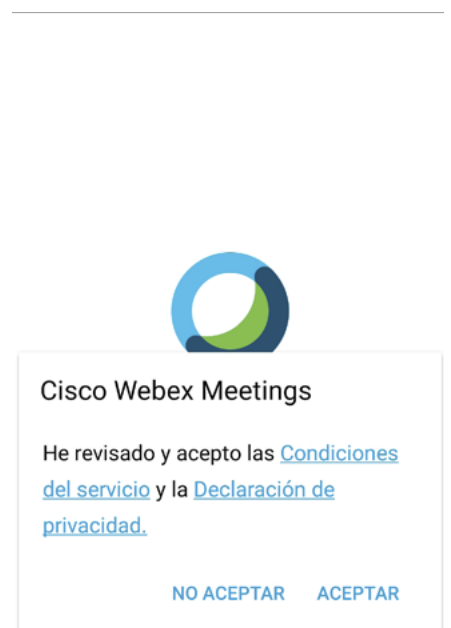 Cisco Webex Meetings
He revisado y acepto las Condiciones
del servicio y la Declaración de
privacidad.
NO ACEPTAR ACEPTAR